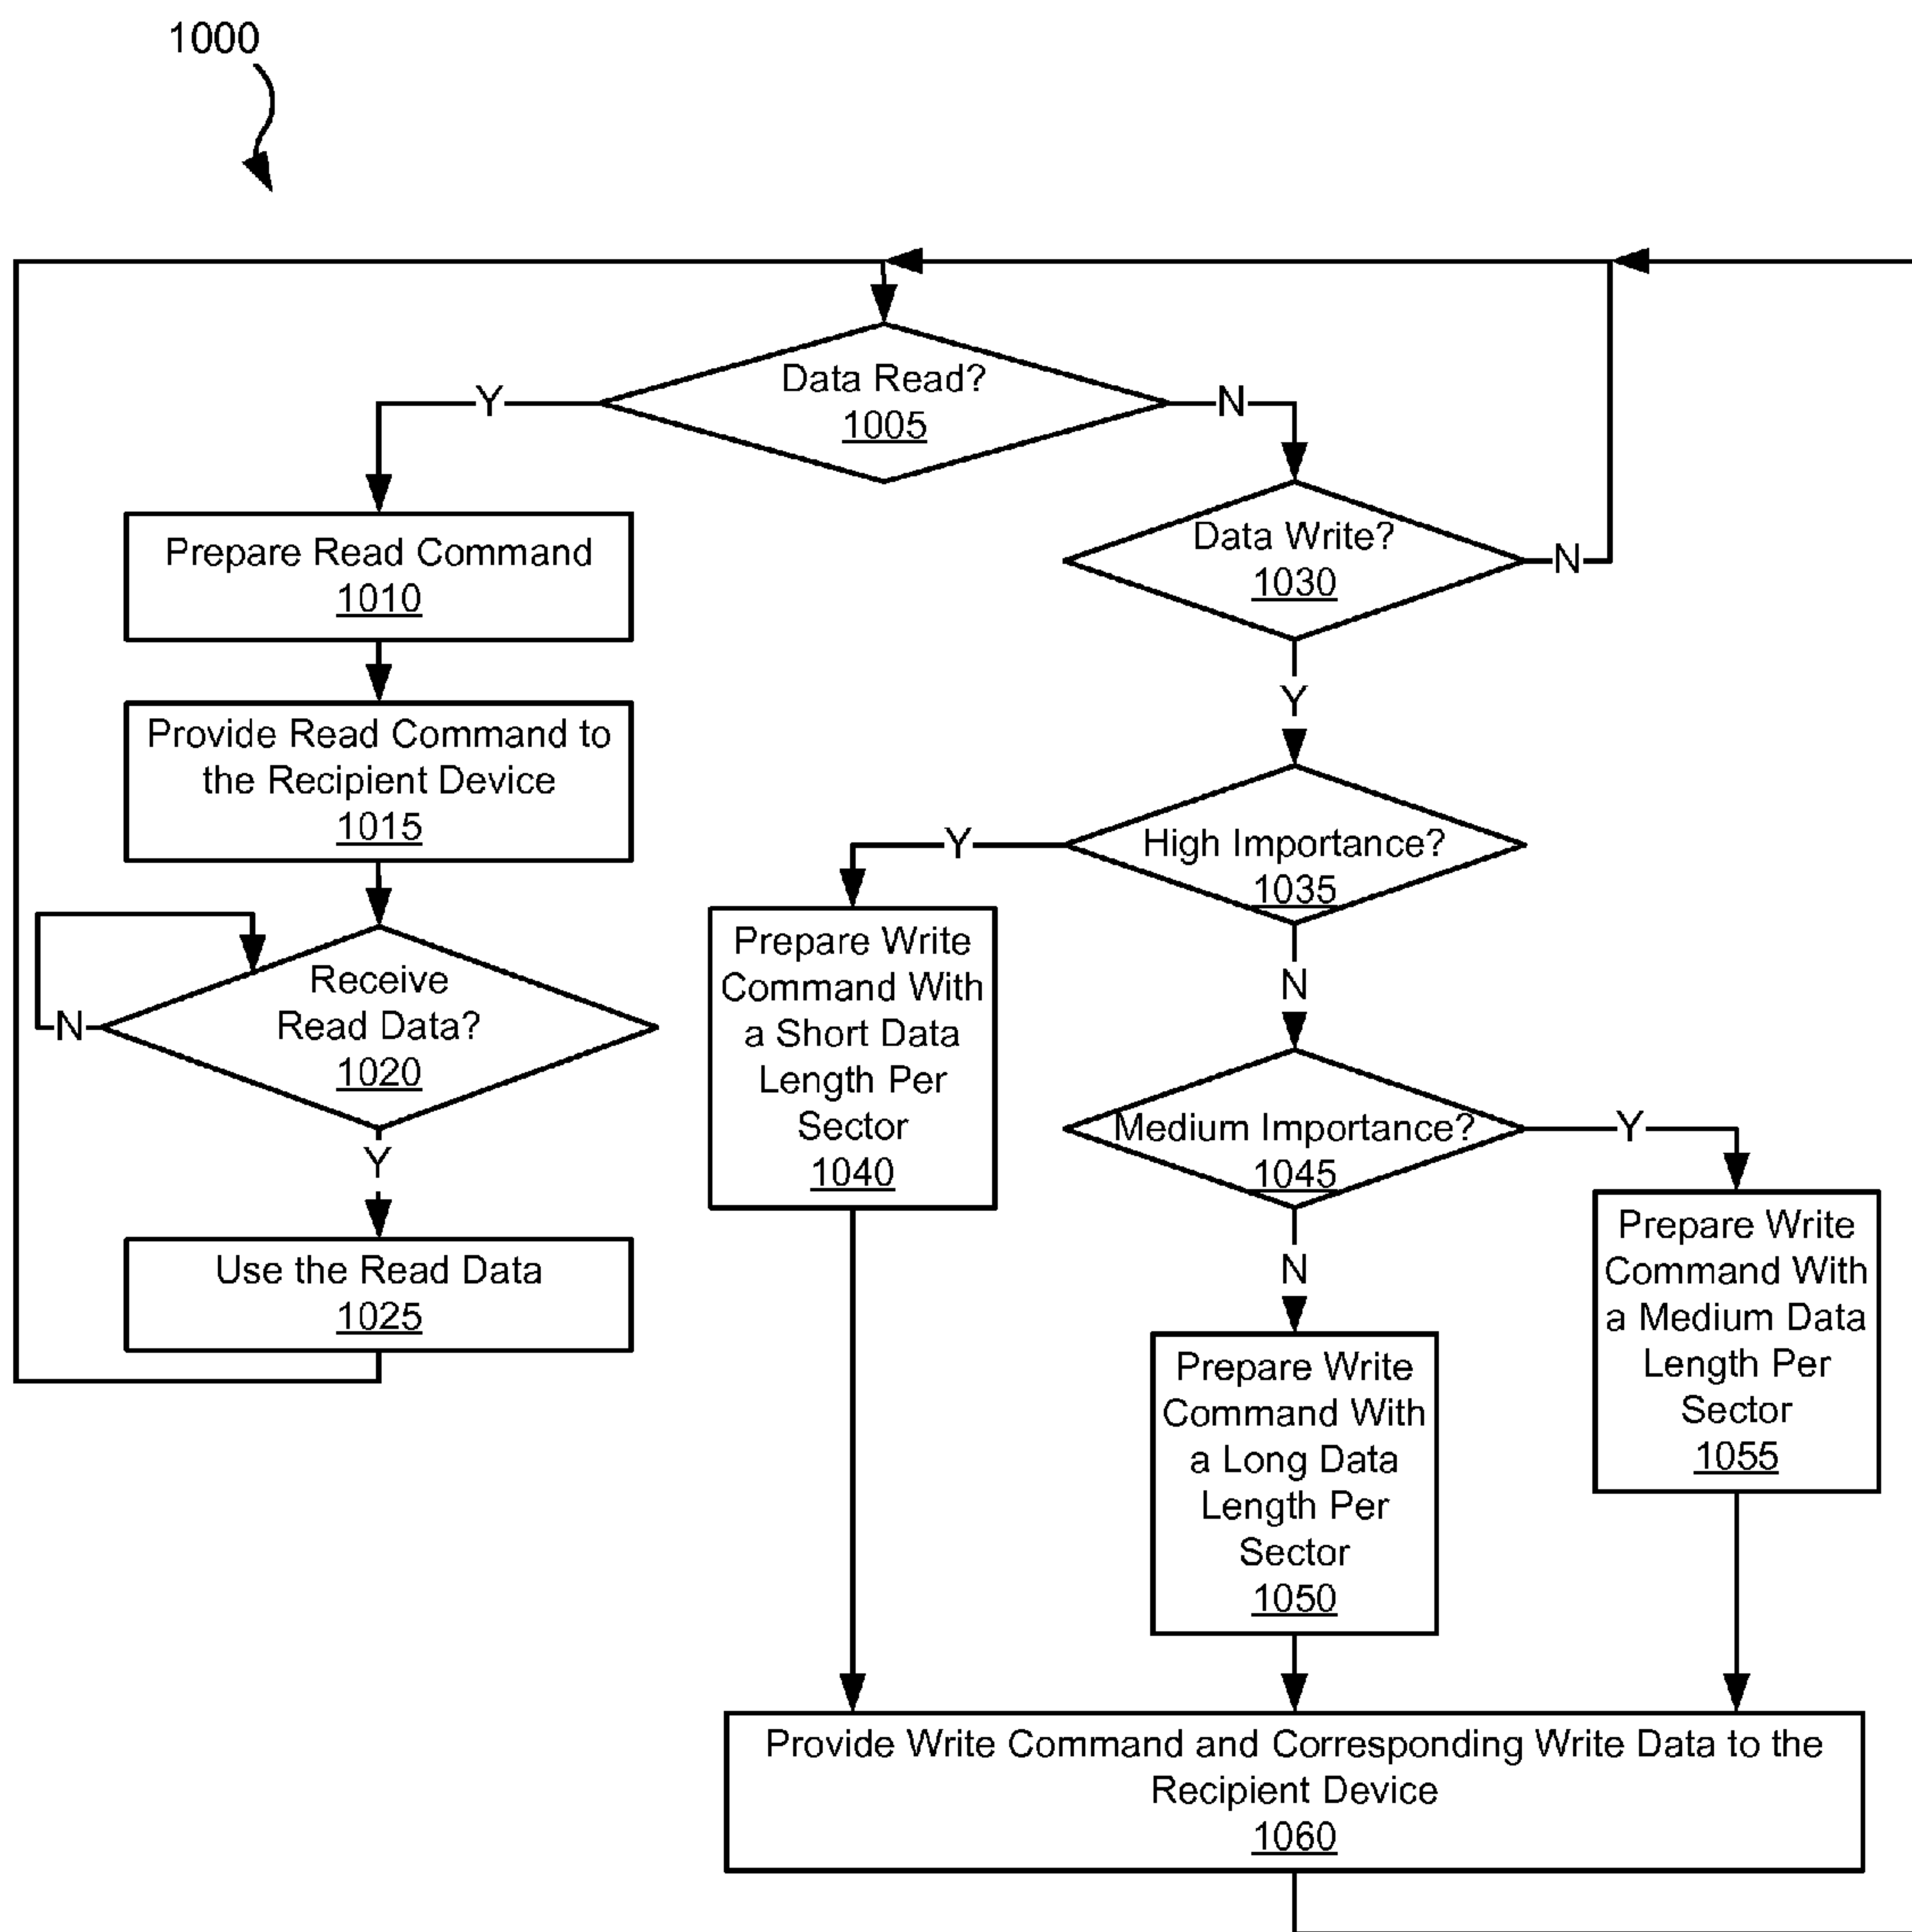 1000
Data Read?
1005
Y
N
Prepare Read Command
1010
Data Write?
1030
N
Y
Provide Read Command to
the Recipient Device
1015
High Importance?
1035
Y
N
Receive
Read Data?
1020
N
Y
Prepare Write
Command With
a Short Data
Length Per
Sector
1040
Medium Importance?
1045
Y
N
Use the Read Data
1025
Prepare Write
Command With
a Medium Data
Length Per
Sector
1055
Prepare Write
Command With
a Long Data
Length Per
Sector
1050
Provide Write Command and Corresponding Write Data to the
Recipient Device
1060